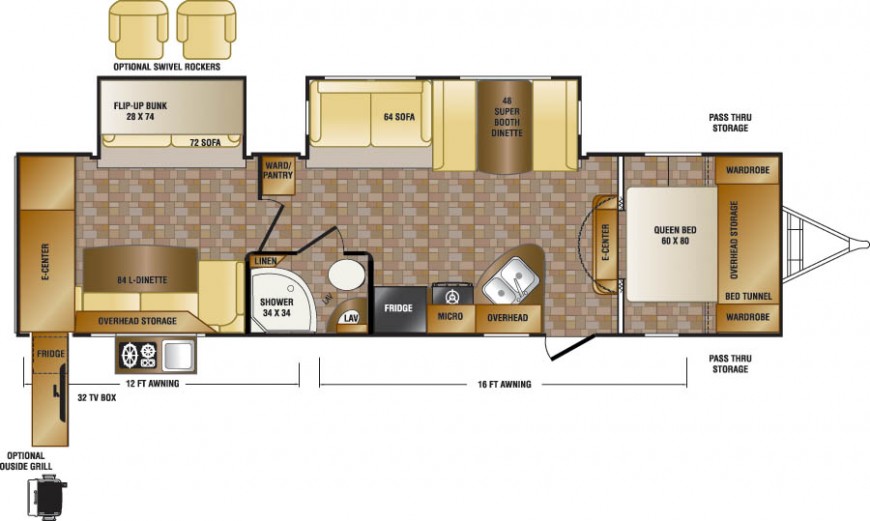 OPTIONAL SWIVEL ROCKERS
FLIP-UP BUNK
28 X 74
72 SOFA
64 SOFA
48
SUPER
BOOTH
DINETTE
PASS THRU
STORAGE
WARD/
PANTRY
WARDROBE
E-CENTER
84 L-DINETTE
OVERHEAD STORAGE
LINEN
SHOWER
34 X 34
LAV
LAV
FRIDGE
MICRO
OVERHEAD
E-CENTER
QUEEN BED
60 X 80
OVERHEAD STORAGE
BED TUNNEL
WARDROBE
FRIDGE
12 FT AWNING
32 TV BOX
16 FT AWNING
PASS THRU
STORAGE
OPTIONAL
OUSIDE GRILL